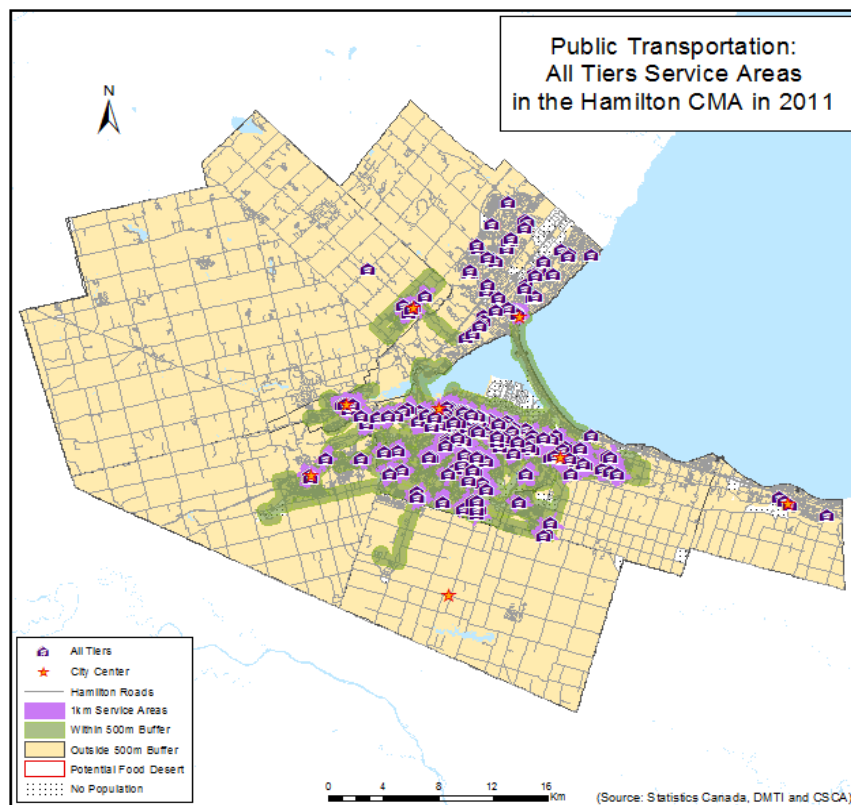 Public Transportation:
All Tiers Service Areas
in the Hamilton CMA in 2011
N
All Tiers
City Center
Hamilton Roads
1km Service Areas
Within 500m Buffer
Outside 500m Buffer
Potential Food Desert
No Population
0 4 8 12 16
Km
(Source: Statistics Canada, DMTI and CSCA)